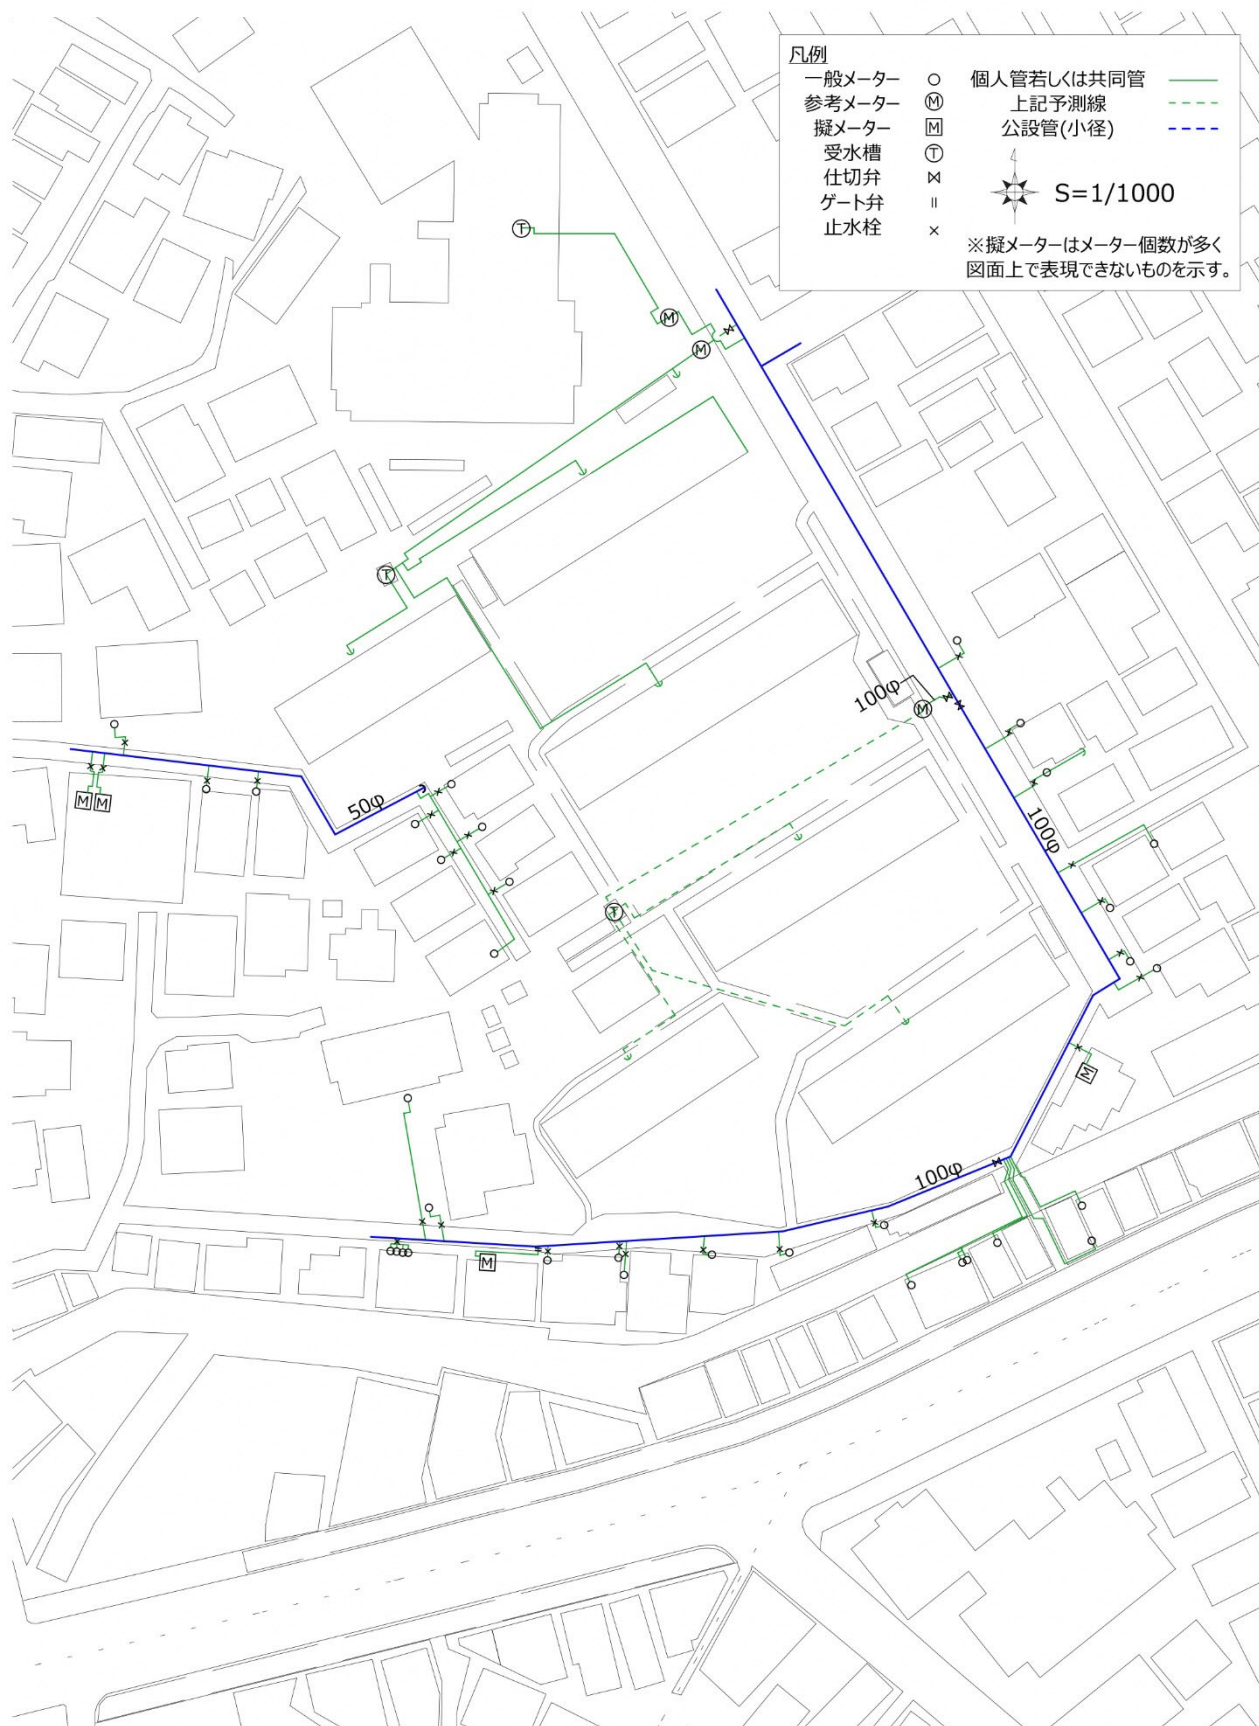 凡例
一般メーター ○ 個人管若しくは共同管
参考メーター Ⓜ 上記予測線
擬メーター M 公設管(小径)
受水槽 Ⓣ
仕切弁 ⋈
ゲート弁 ॥
止水栓 ×
S=1/1000
※擬メーターはメーター個数が多く
図面上で表現できないものを示す。
T
M
M
T
100φ
M
M M
50φ
100φ
T
M
100φ
M